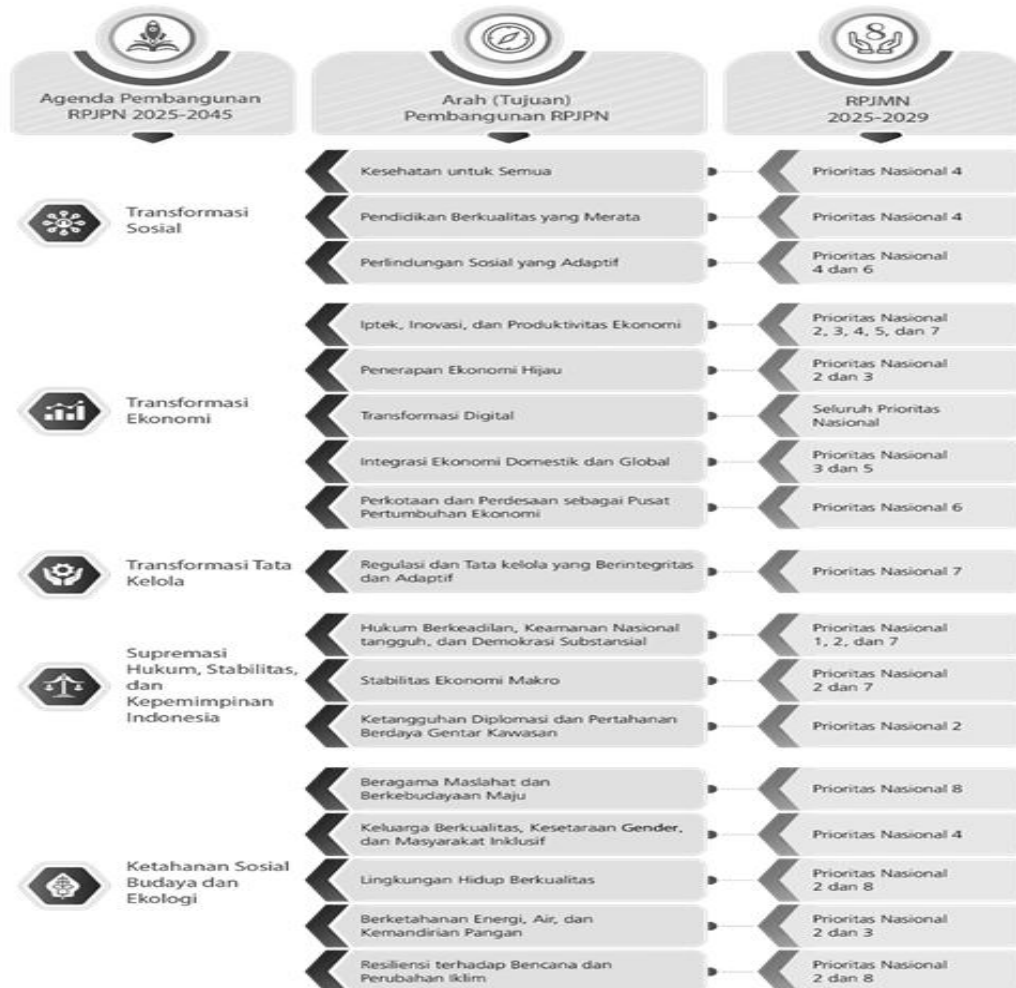 8
Agenda Pembangunan
RPJPN 2025-2045
Arah (Tujuan)
Pembangunan RPJPN
RPJMN
2025-2029
Transformasi
Sosial
Kesehatan untuk Semua
Prioritas Nasional 4
Pendidikan Berkualitas yang Merata
Prioritas Nasional 4
Perlindungan Sosial yang Adaptif
Prioritas Nasional
4 dan 6
Transformasi
Ekonomi
Iptek, Inovasi, dan Produktivitas Ekonomi
Prioritas Nasional
2, 3, 4, 5, dan 7
Penerapan Ekonomi Hijau
Prioritas Nasional
2 dan 3
Transformasi Digital
Seluruh Prioritas
Nasional
Integrasi Ekonomi Domestik dan Global
Prioritas Nasional
3 dan 5
Perkotaan dan Perdesaan sebagai Pusat
Pertumbuhan Ekonomi
Prioritas Nasional 6
Transformasi Tata
Kelola
Regulasi dan Tata kelola yang Berintegritas
dan Adaptif
Prioritas Nasional 7
Supremasi
Hukum, Stabilitas,
dan
Kepemimpinan
Indonesia
Hukum Berkeadilan, Keamanan Nasional
tangguh, dan Demokrasi Substansial
Prioritas Nasional
1, 2, dan 7
Stabilitas Ekonomi Makro
Prioritas Nasional
2 dan 7
Ketangguhan Diplomasi dan Pertahanan
Berdaya Gentar Kawasan
Prioritas Nasional 2
Ketahanan Sosial
Budaya dan
Ekologi
Beragama Maslahat dan
Berkebudayaan Maju
Prioritas Nasional 8
Keluarga Berkualitas, Kesetaraan Gender,
dan Masyarakat Inklusif
Prioritas Nasional 4
Lingkungan Hidup Berkualitas
Prioritas Nasional
2 dan 8
Berketahanan Energi, Air, dan
Kemandirian Pangan
Prioritas Nasional
2 dan 3
Resiliensi terhadap Bencana dan
Perubahan Iklim
Prioritas Nasional
2 dan 8